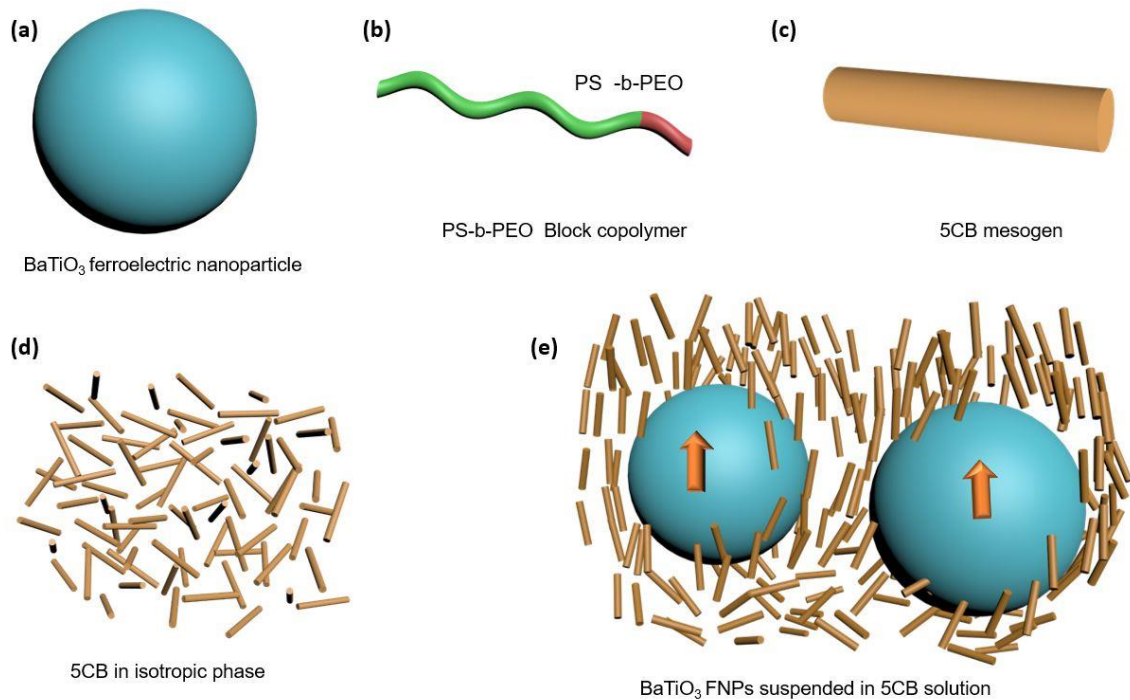 (a)
(b)
(c)
PS -b-PEO
PS-b-PEO Block copolymer
5CB mesogen
BaTiO₃ ferroelectric nanoparticle
(d)
(e)
5CB in isotropic phase
BaTiO₃ FNPs suspended in 5CB solution